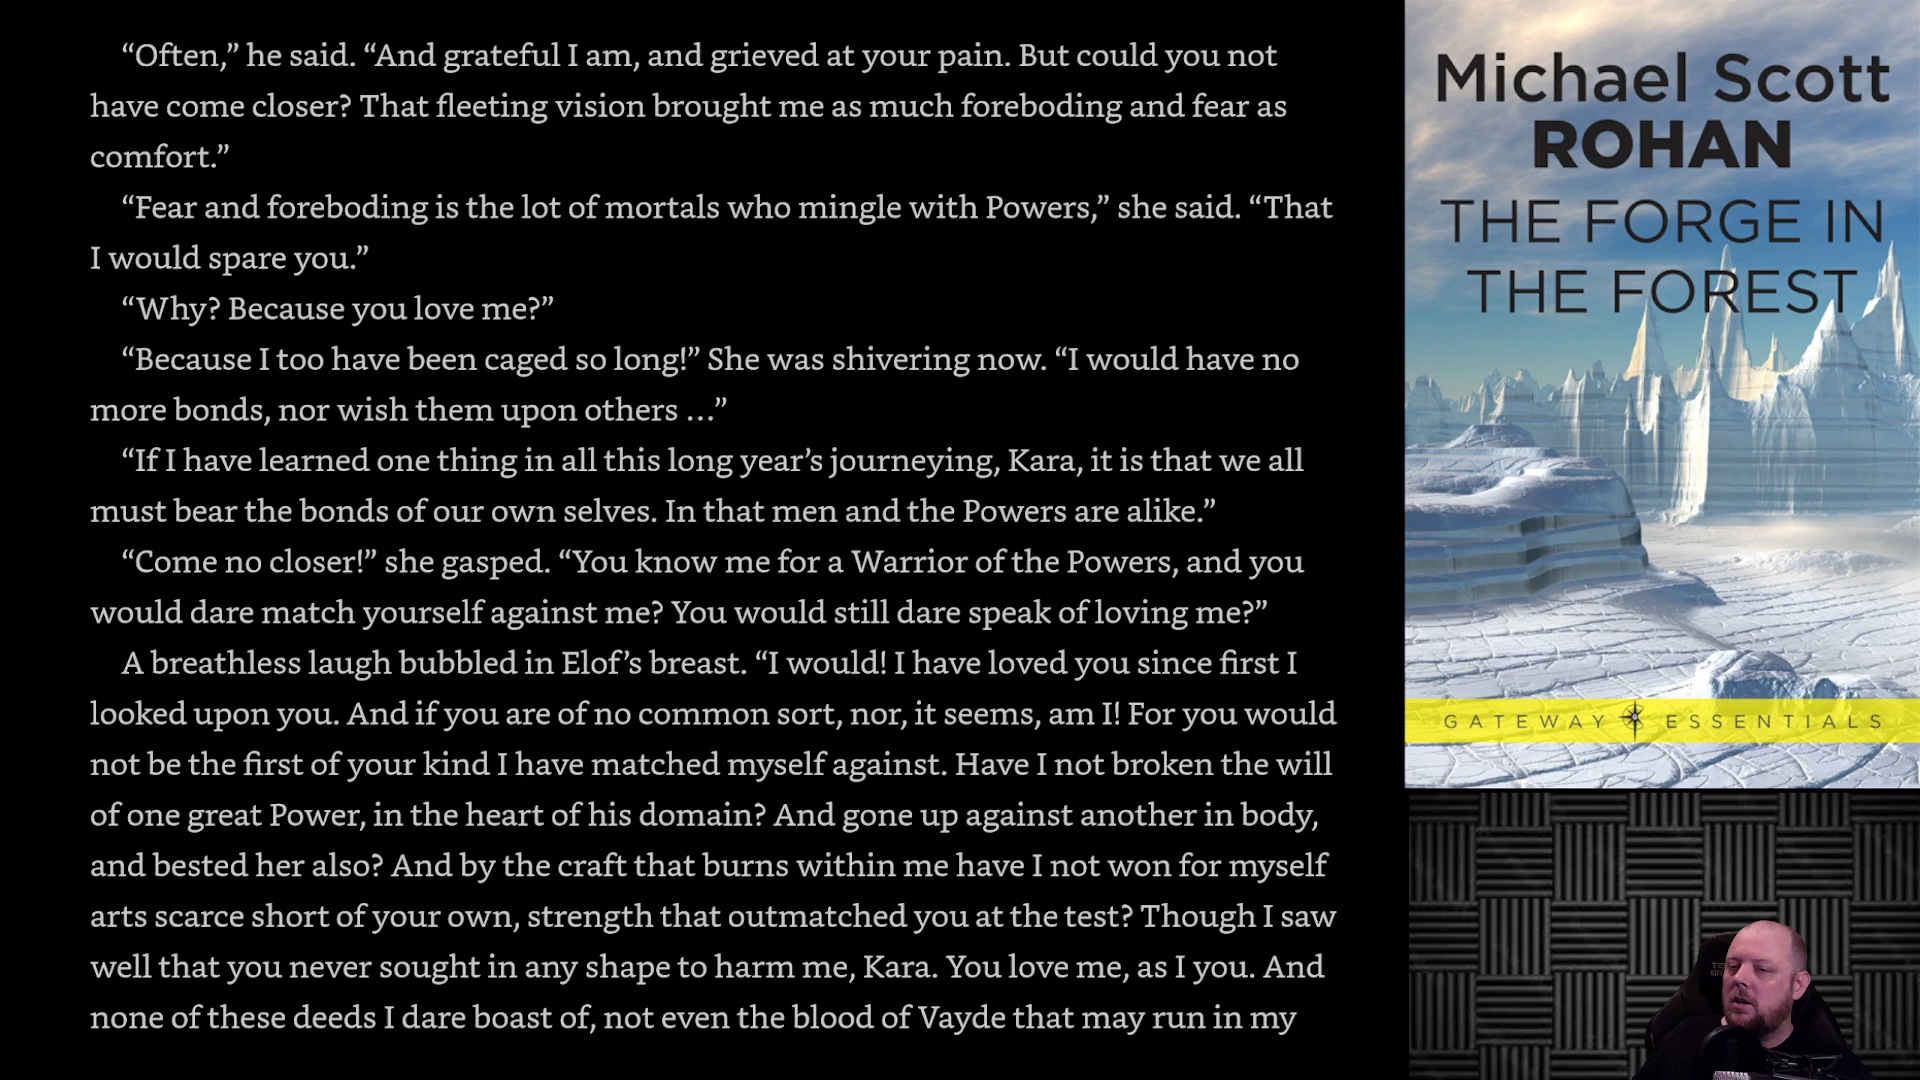 “Often,” he said. “And grateful I am, and grieved at your pain. But could you not
have come closer? That fleeting vision brought me as much foreboding and fear as
comfort.”
“Fear and foreboding is the lot of mortals who mingle with Powers,” she said. “That
I would spare you.”
“Why? Because you love me?”
“Because I too have been caged so long!” She was shivering now. “I would have no
more bonds, nor wish them upon others …”
“If I have learned one thing in all this long year’s journeying, Kara, it is that we all
must bear the bonds of our own selves. In that men and the Powers are alike.”
“Come no closer!” she gasped. “You know me for a Warrior of the Powers, and you
would dare match yourself against me? You would still dare speak of loving me?”
A breathless laugh bubbled in Elof’s breast. “I would! I have loved you since first I
looked upon you. And if you are of no common sort, nor, it seems, am I! For you would
not be the first of your kind I have matched myself against. Have I not broken the will
of one great Power, in the heart of his domain? And gone up against another in body,
and bested her also? And by the craft that burns within me have I not won for myself
arts scarce short of your own, strength that outmatched you at the test? Though I saw
well that you never sought in any shape to harm me, Kara. You love me, as I you. And
none of these deeds I dare boast of, not even the blood of Vayde that may run in my
Michael Scott
ROHAN
THE FORGE IN
THE FOREST
GATEWAY ESSENTIALS